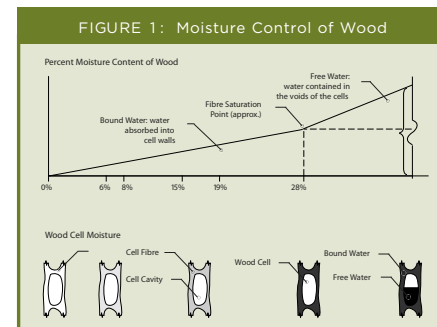 FIGURE 1: Moisture Control of Wood
Percent Moisture Content of Wood
Free Water:
water contained in
the voids of the cells
Fibre Saturation
Point (approx.)
Bound Water: water
absorbed into
cell walls
0%
6%
8%
15%
19%
28%
Wood Cell Moisture
Cell Fibre
Cell Cavity
Wood Cell
Bound Water
Free Water